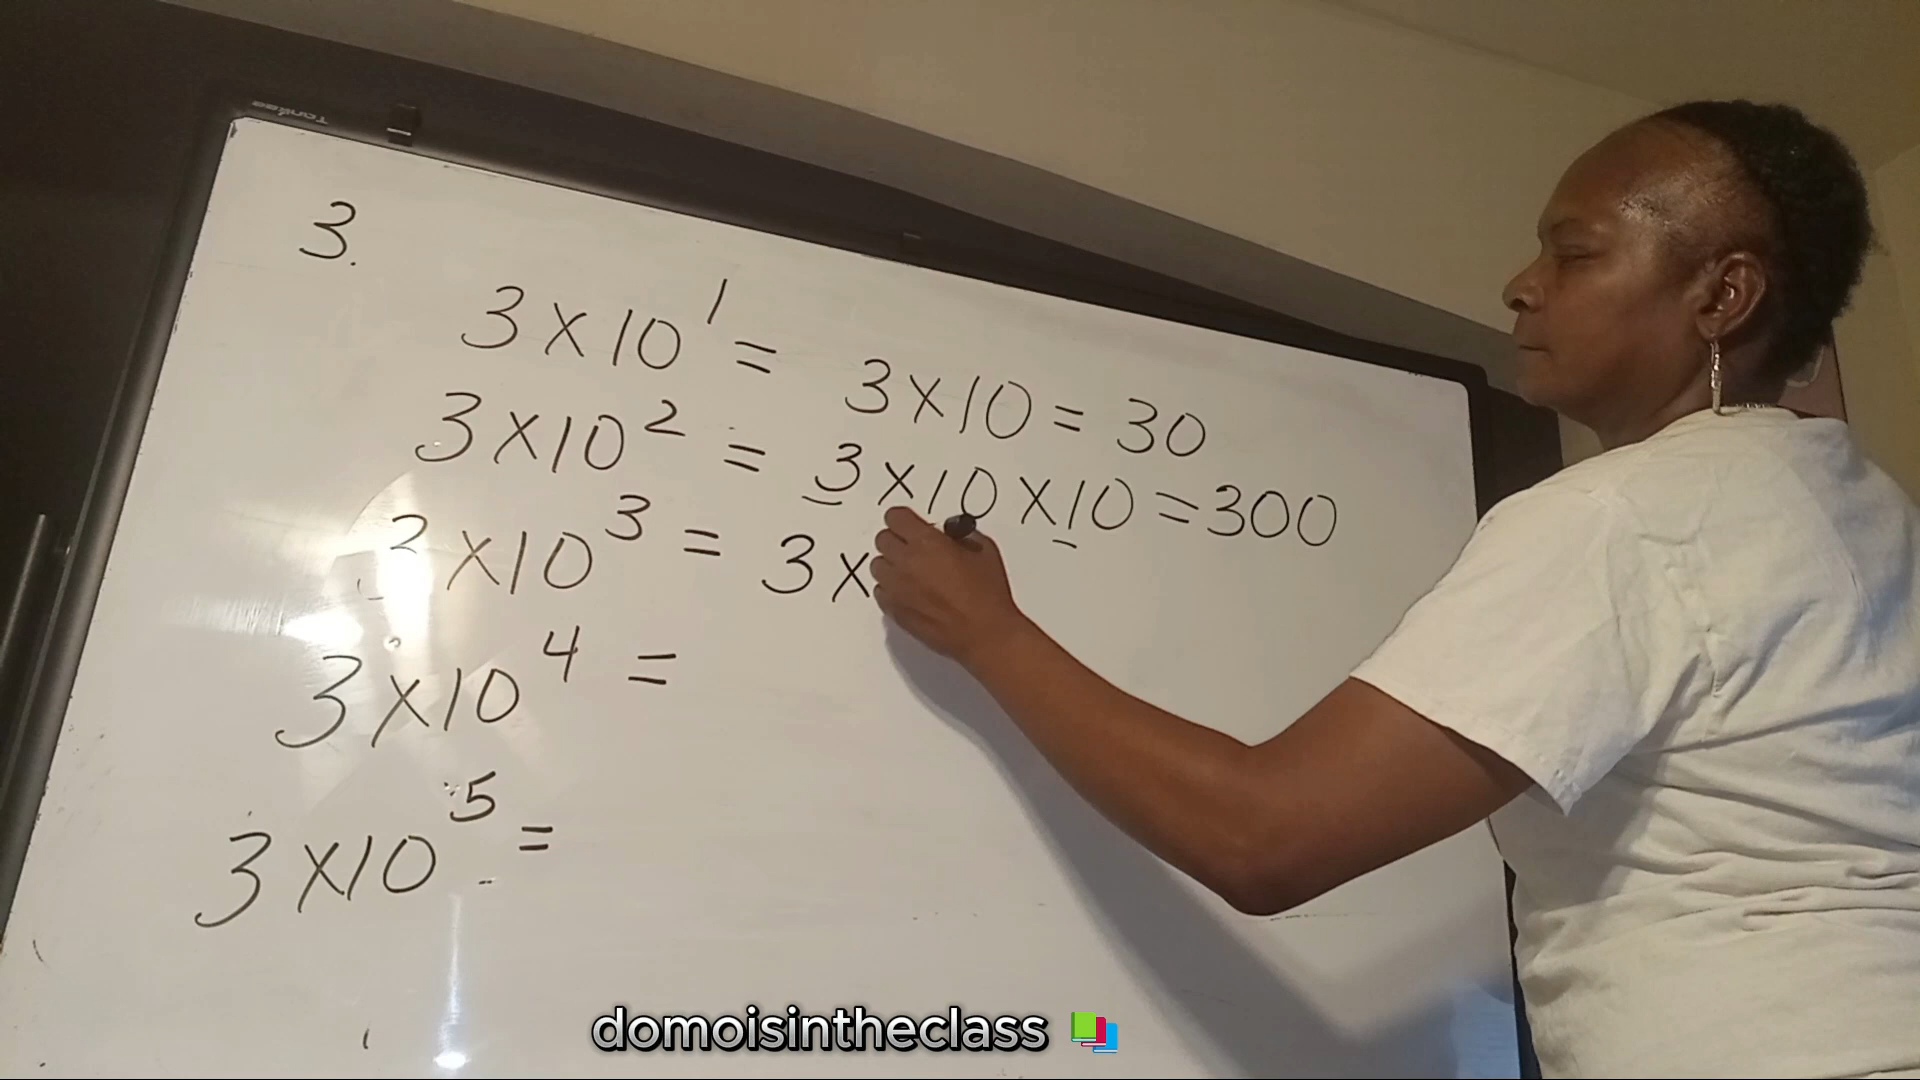 3.
3 × 10¹ = 3 × 10 = 30
3 × 10² = 3 × 10 × 10 = 300
3 × 10³ = 3 ×
3 × 10⁴ =
3 × 10⁵ =
domoisintheclass